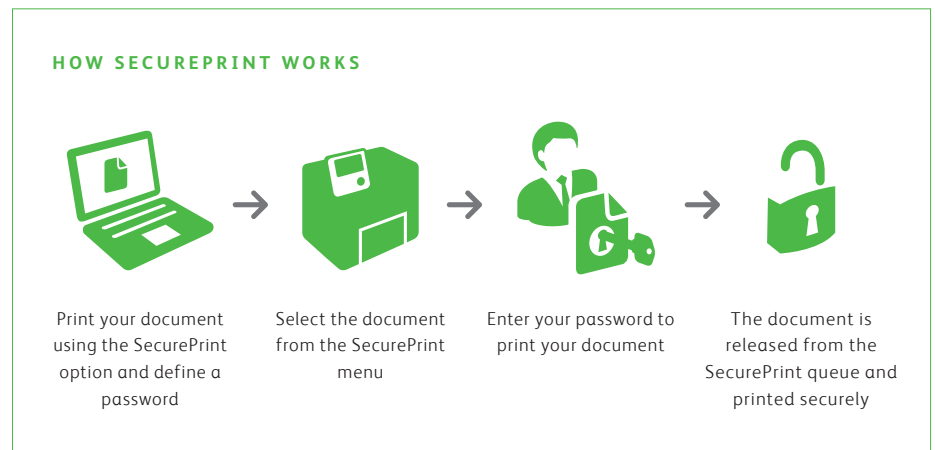 HOW SECUREPRINT WORKS
Print your document
using the SecurePrint
option and define a
password
Select the document
from the SecurePrint
menu
Enter your password to
print your document
The document is
released from the
SecurePrint queue and
printed securely